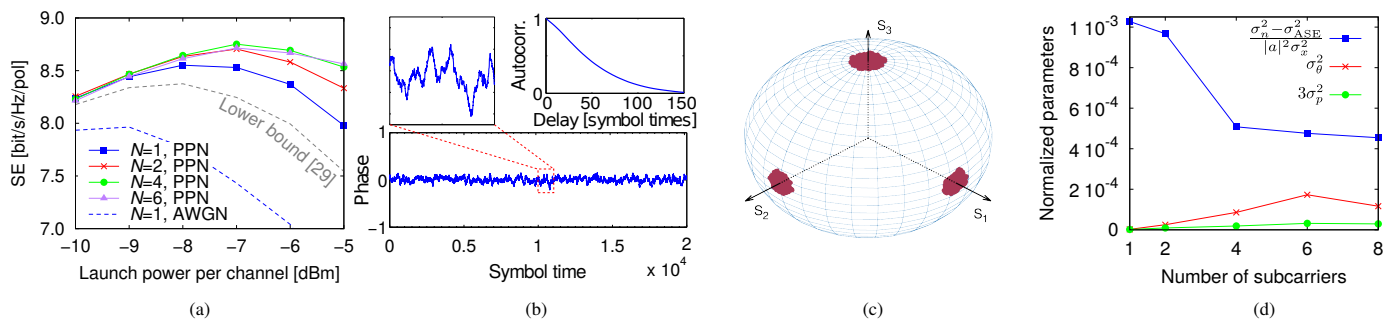 SE [bit/s/Hz/pol]
9.0
8.5
8.0
7.5
7.0
N=1, PPN
N=2, PPN
N=4, PPN
N=6, PPN
N=1, AWGN
Lower bound [29]
−10
−9
−8
−7
−6
−5
Launch power per channel [dBm]
(a)
Autocorr.
1
0
0
50
100
150
Delay [symbol times]
Phase
1
0
−1
0
0.5
1
1.5
20
x 10^4
Symbol time
(b)
S3
S2
S1
(c)
Normalized parameters
1 10^-3
8 10^-4
6 10^-4
4 10^-4
2 10^-4
0
(σ_n^2 − σ_ASE^2) / (|a|^2 σ_x^2)
σ_θ^2
3σ_p^2
1
2
4
6
8
Number of subcarriers
(d)